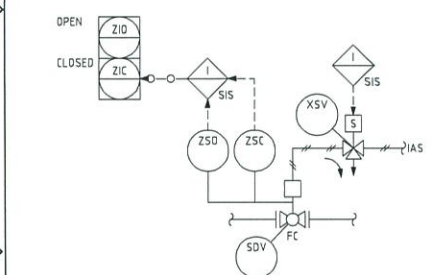 OPEN
ZIO
CLOSED
ZIC
I
SIS
I
SIS
XSV
S
ZSO
ZSC
IAS
FC
SDV